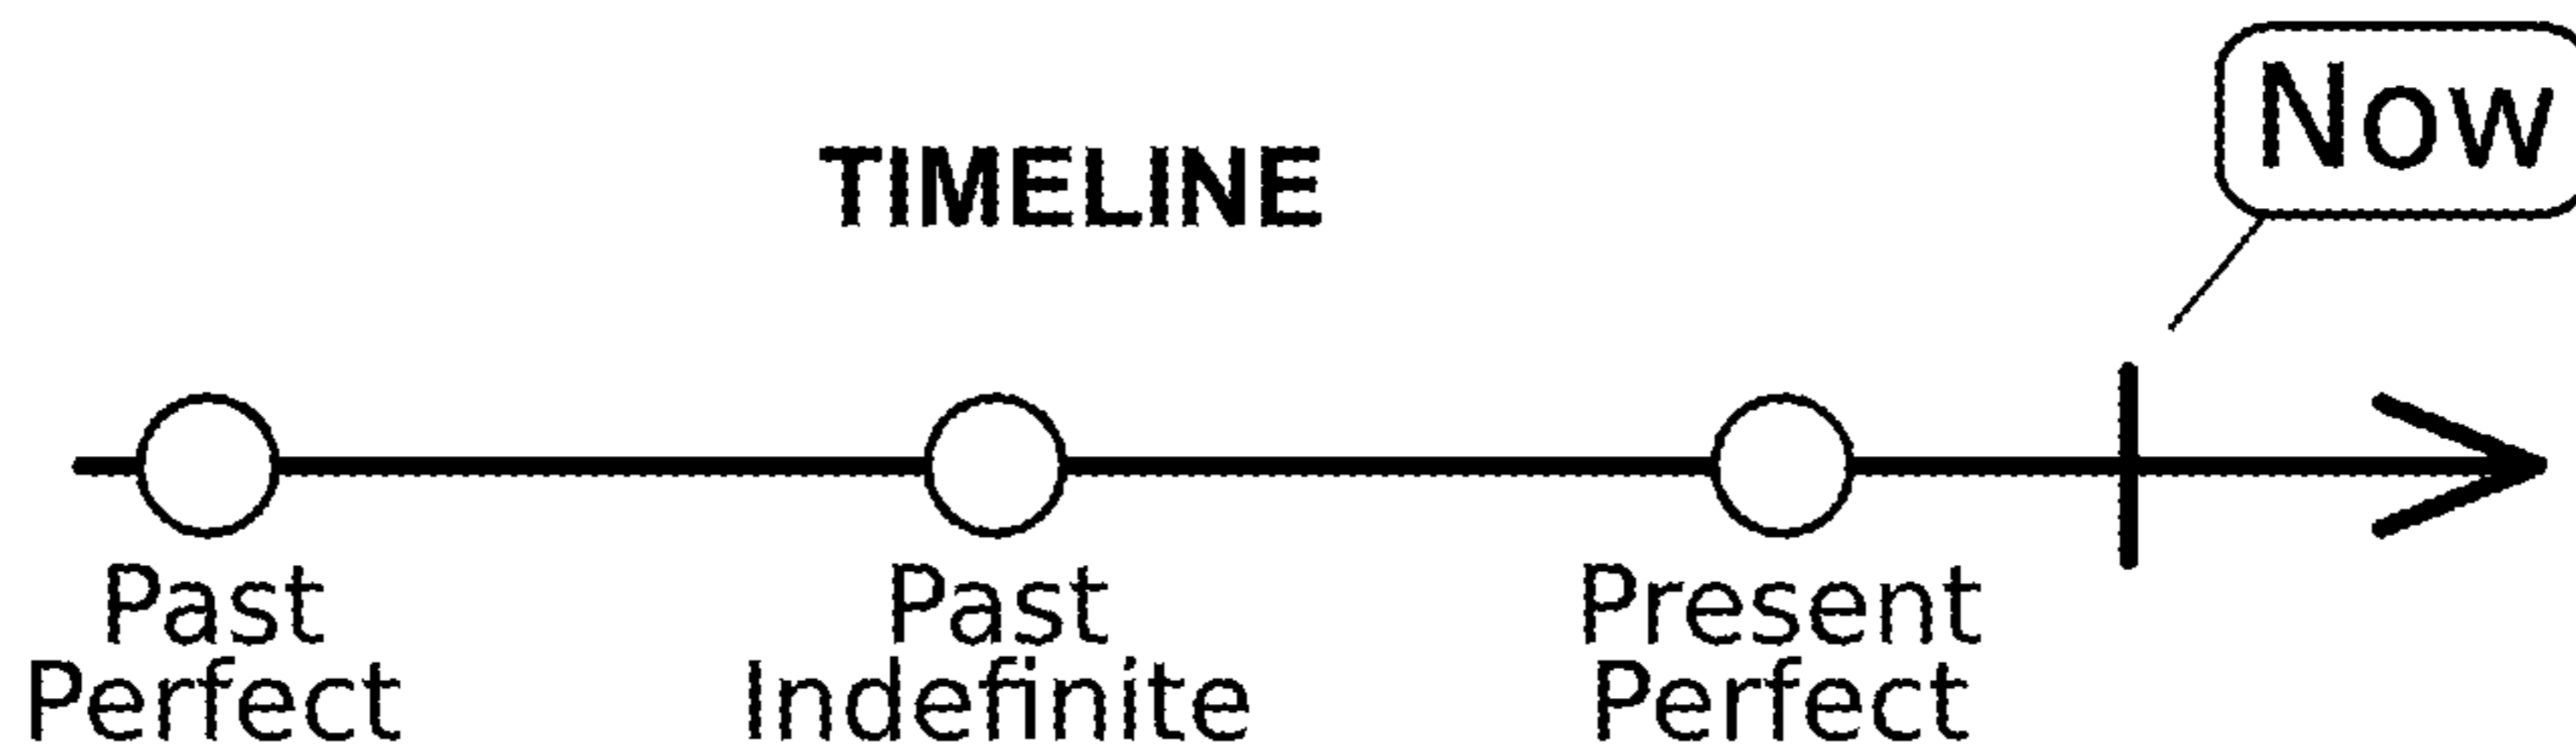 Now
TIMELINE
Past
Perfect
Past
Indefinite
Present
Perfect